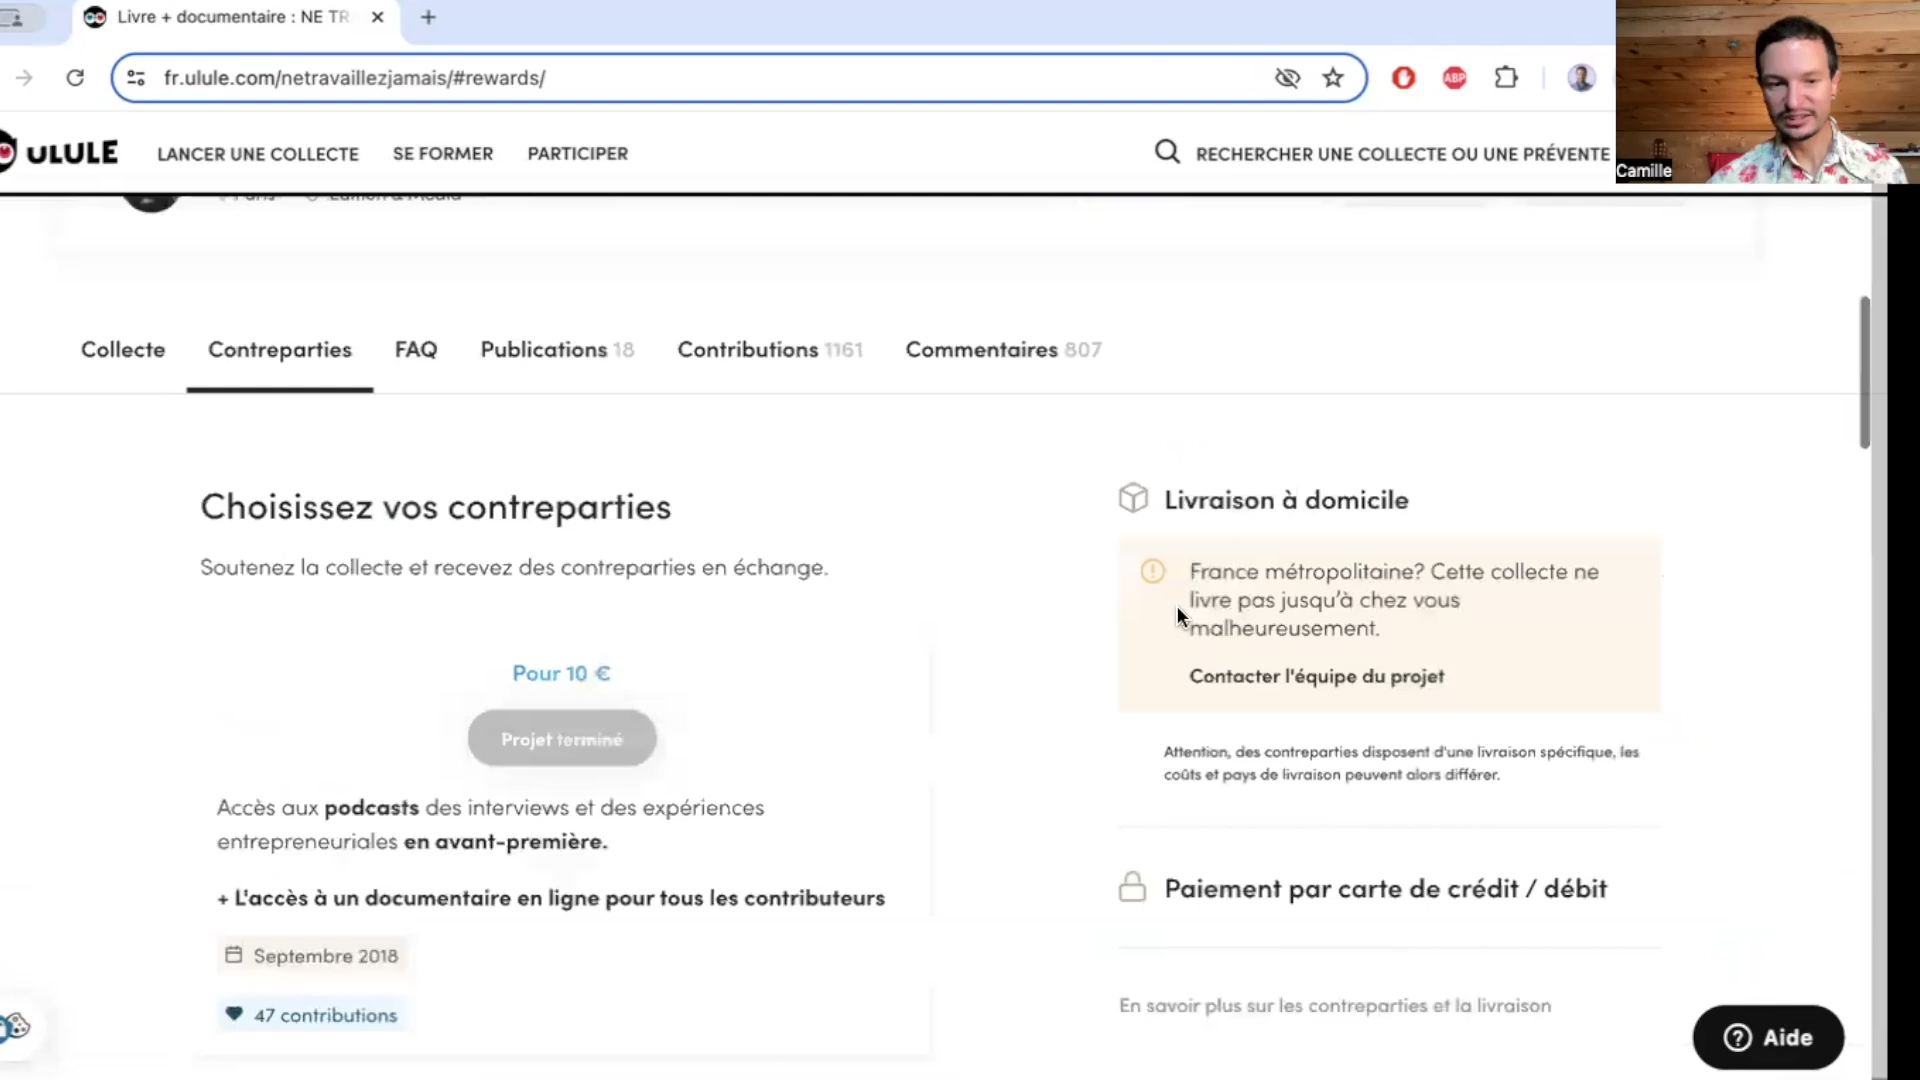 Livre + documentaire : NE TR
fr.ulule.com/netravaillezjamais/#rewards/
ABP
ULULE
LANCER UNE COLLECTE
SE FORMER
PARTICIPER
RECHERCHER UNE COLLECTE OU UNE PRÉVENTE
Camille
Collecte
Contreparties
FAQ
Publications 18
Contributions 1161
Commentaires 807
Choisissez vos contreparties
Soutenez la collecte et recevez des contreparties en échange.
Pour 10 €
Projet terminé
Accès aux podcasts des interviews et des expériences
entrepreneuriales en avant-première.
+ L'accès à un documentaire en ligne pour tous les contributeurs
Septembre 2018
47 contributions
Livraison à domicile
France métropolitaine? Cette collecte ne
livre pas jusqu'à chez vous
malheureusement.
Contacter l'équipe du projet
Attention, des contreparties disposent d'une livraison spécifique, les
coûts et pays de livraison peuvent alors différer.
Paiement par carte de crédit / débit
En savoir plus sur les contreparties et la livraison
Aide